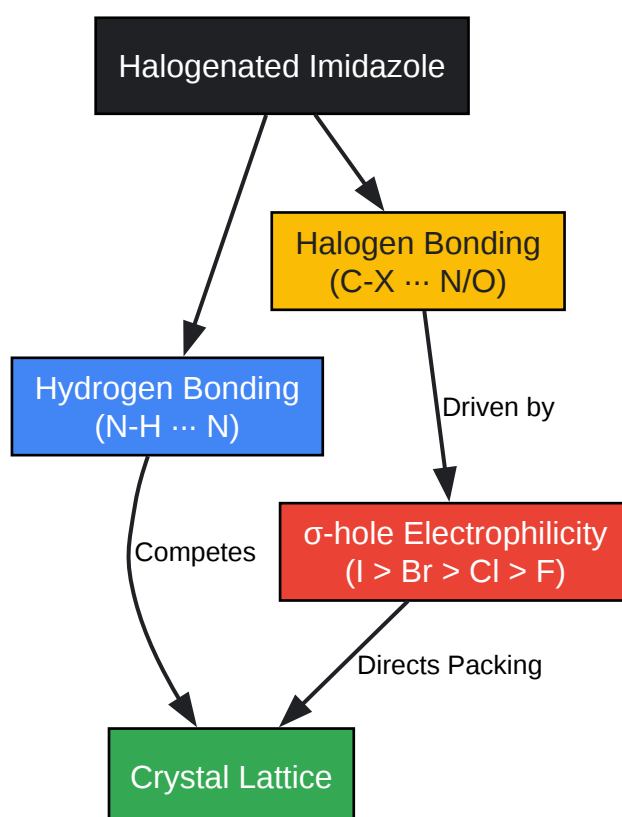 Halogenated Imidazole
Halogen Bonding
(C-X ··· N/O)
Hydrogen Bonding
(N-H ··· N)
Driven by
σ-hole Electrophilicity
(I > Br > Cl > F)
Competes
Directs Packing
Crystal Lattice